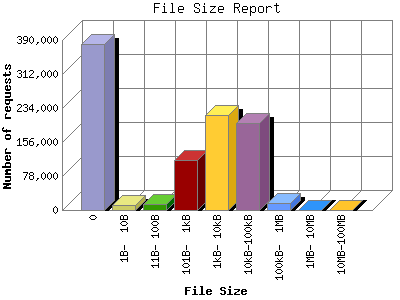 File Size Report
Number of requests
390,000
312,000
234,000
156,000
78,000
0
0
1B- 10B
11B- 100B
101B- 1kB
1kB- 10kB
10kB-100kB
100kB- 1MB
1MB- 10MB
10MB-100MB
File Size